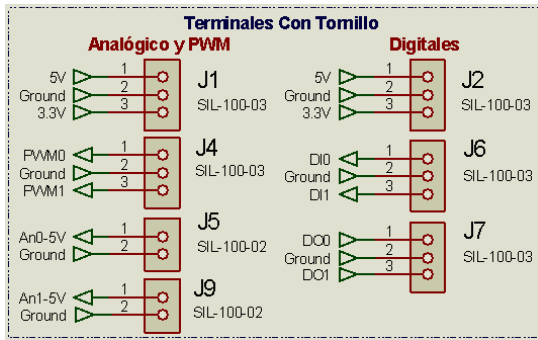 Terminales Con Tornillo
Analógico y PWM
5V 1
Ground 2
3.3V 3
J1
SIL-100-03
PWM0 1
Ground 2
PWM1 3
J4
SIL-100-03
An0-5V 1
Ground 2
J5
SIL-100-02
An1-5V 1
Ground 2
J9
SIL-100-02
Digitales
5V 1
Ground 2
3.3V 3
J2
SIL-100-03
DI0 1
Ground 2
DI1 3
J6
SIL-100-03
DO0 1
Ground 2
DO1 3
J7
SIL-100-03